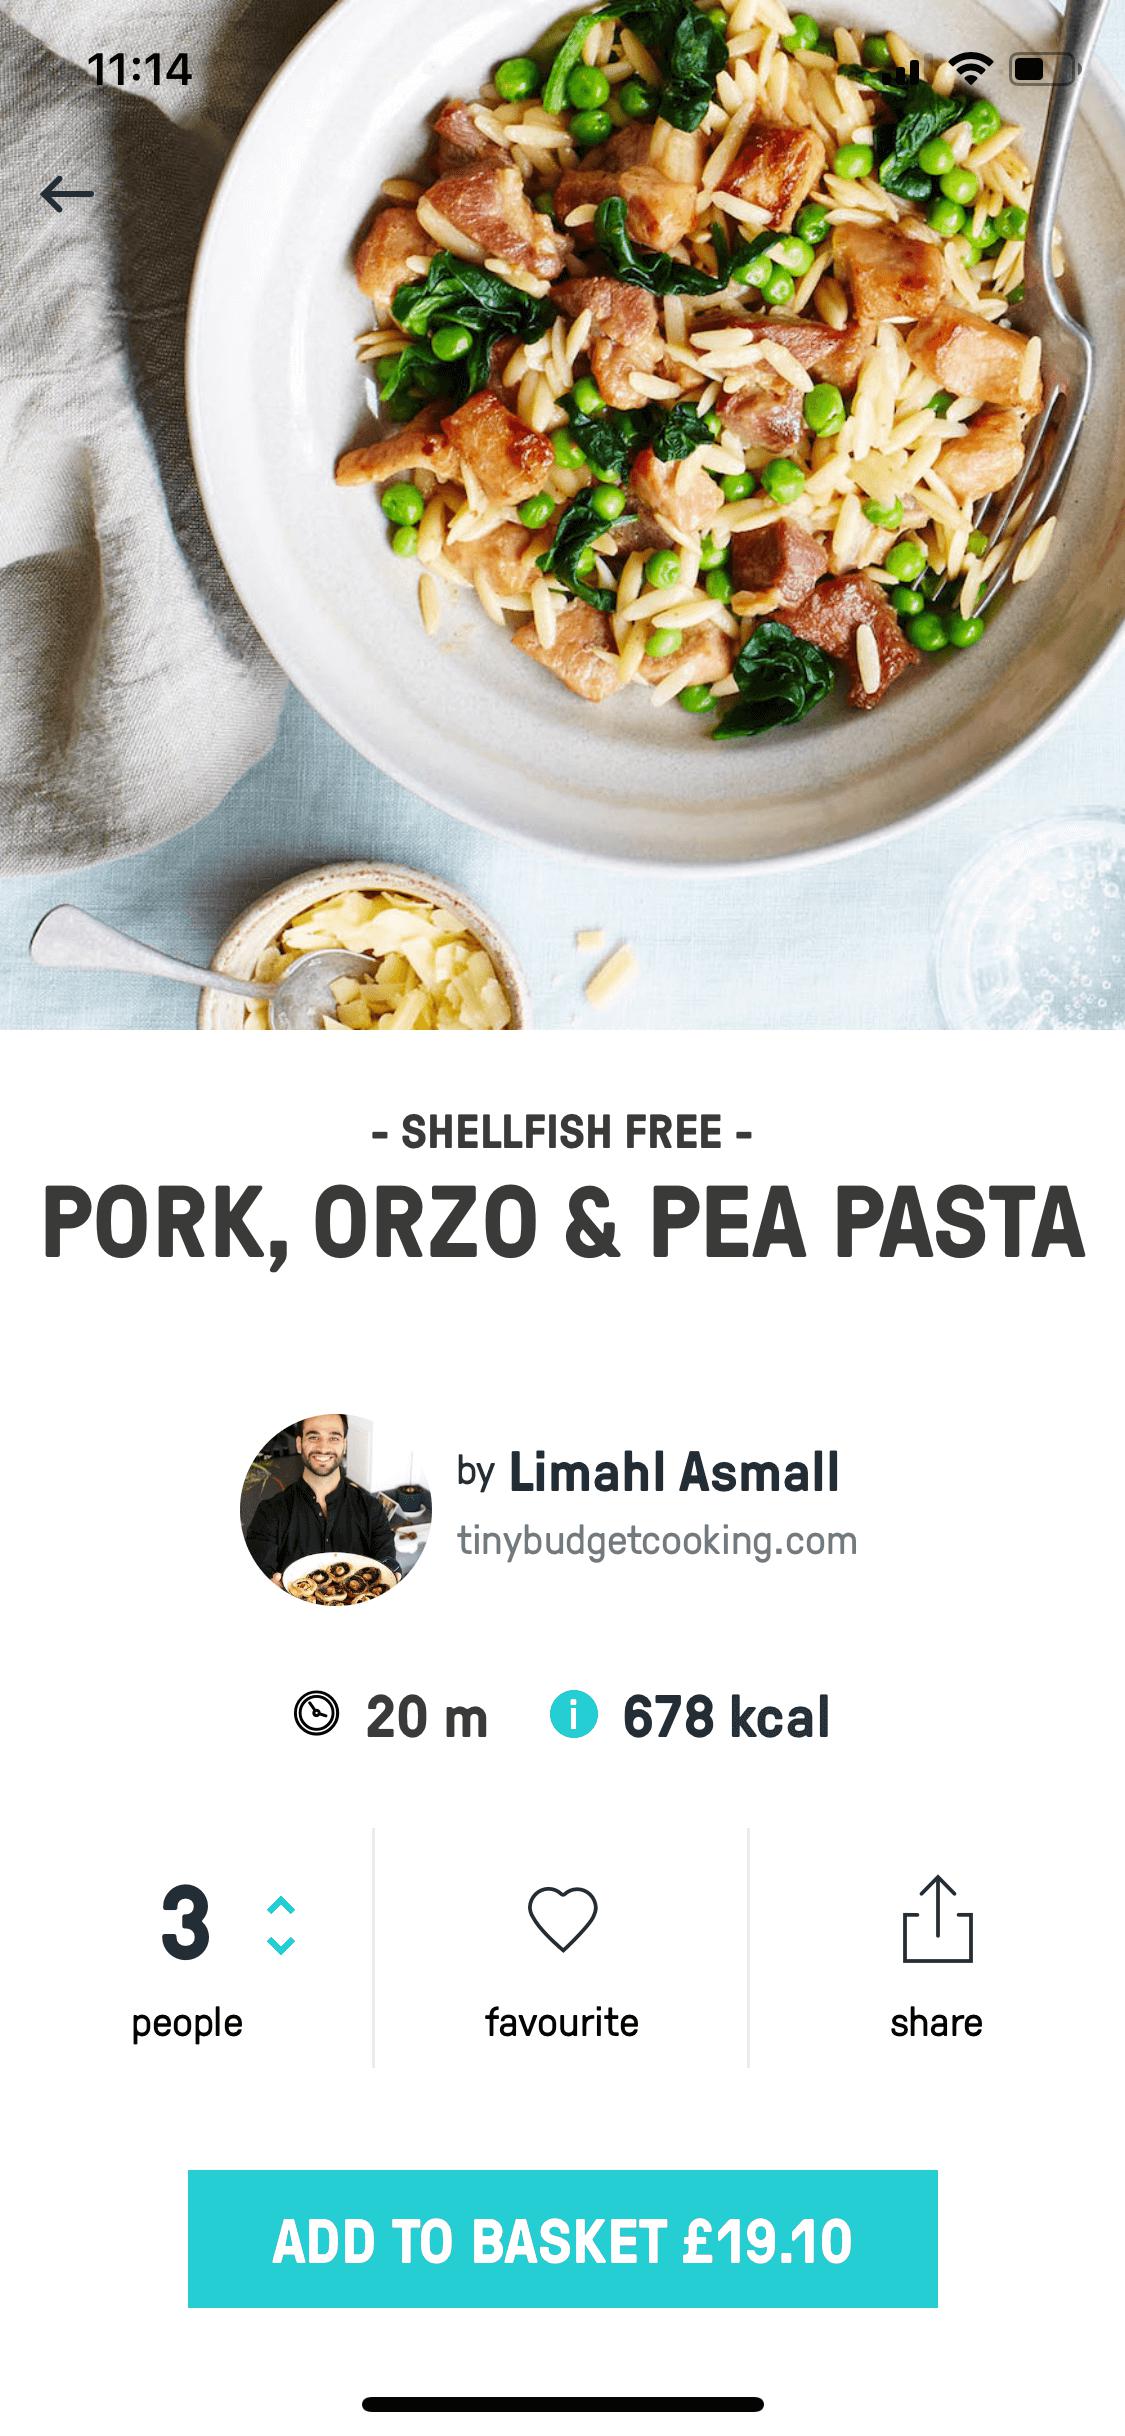 11:14
- SHELLFISH FREE -
PORK, ORZO & PEA PASTA
by Limahl Asmall
tinybudgetcooking.com
20 m
i 678 kcal
3
people
favourite
share
ADD TO BASKET £19.10